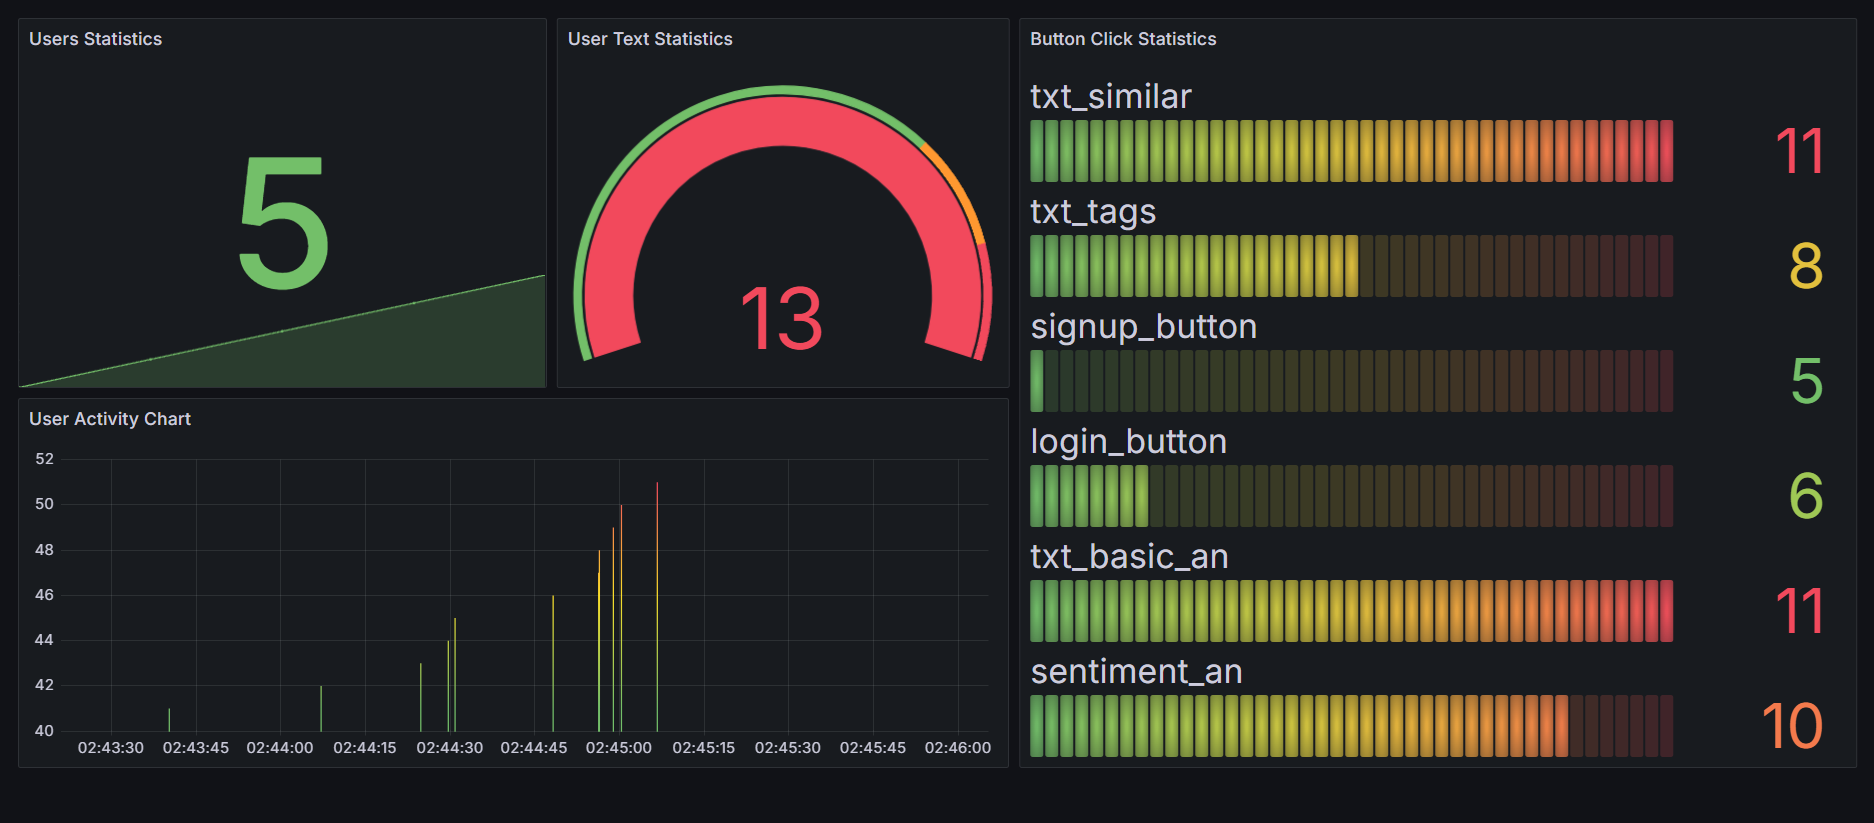 Users Statistics
5
User Text Statistics
13
Button Click Statistics
txt_similar
11
txt_tags
8
signup_button
5
login_button
6
txt_basic_an
11
sentiment_an
10
User Activity Chart
52
50
48
46
44
42
40
02:43:30 02:43:45 02:44:00 02:44:15 02:44:30 02:44:45 02:45:00 02:45:15 02:45:30 02:45:45 02:46:00